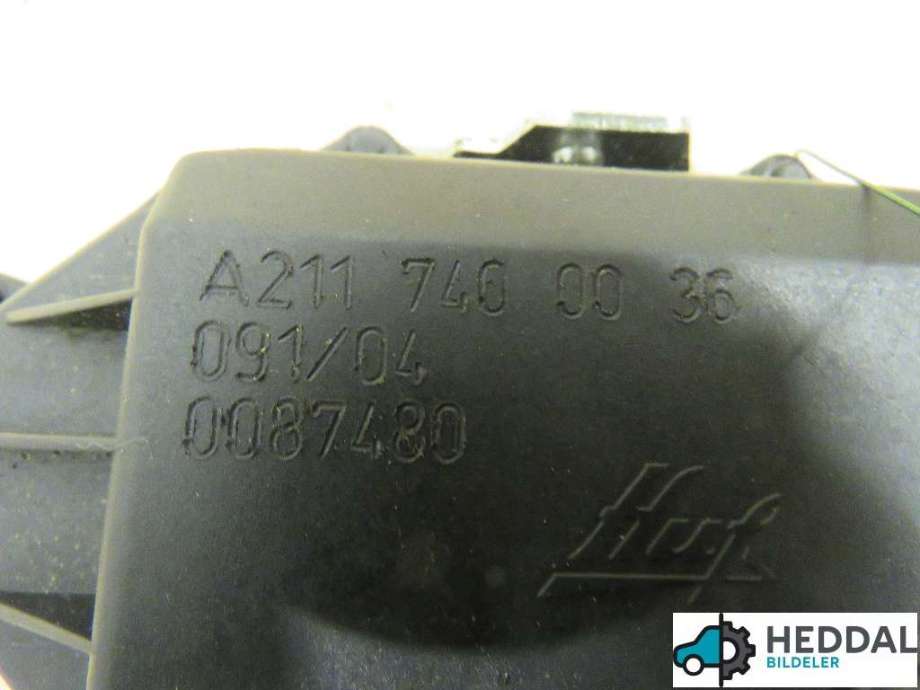 A211 740 00 36
091/04
0087480
Huf
HEDDAL
BILDELER